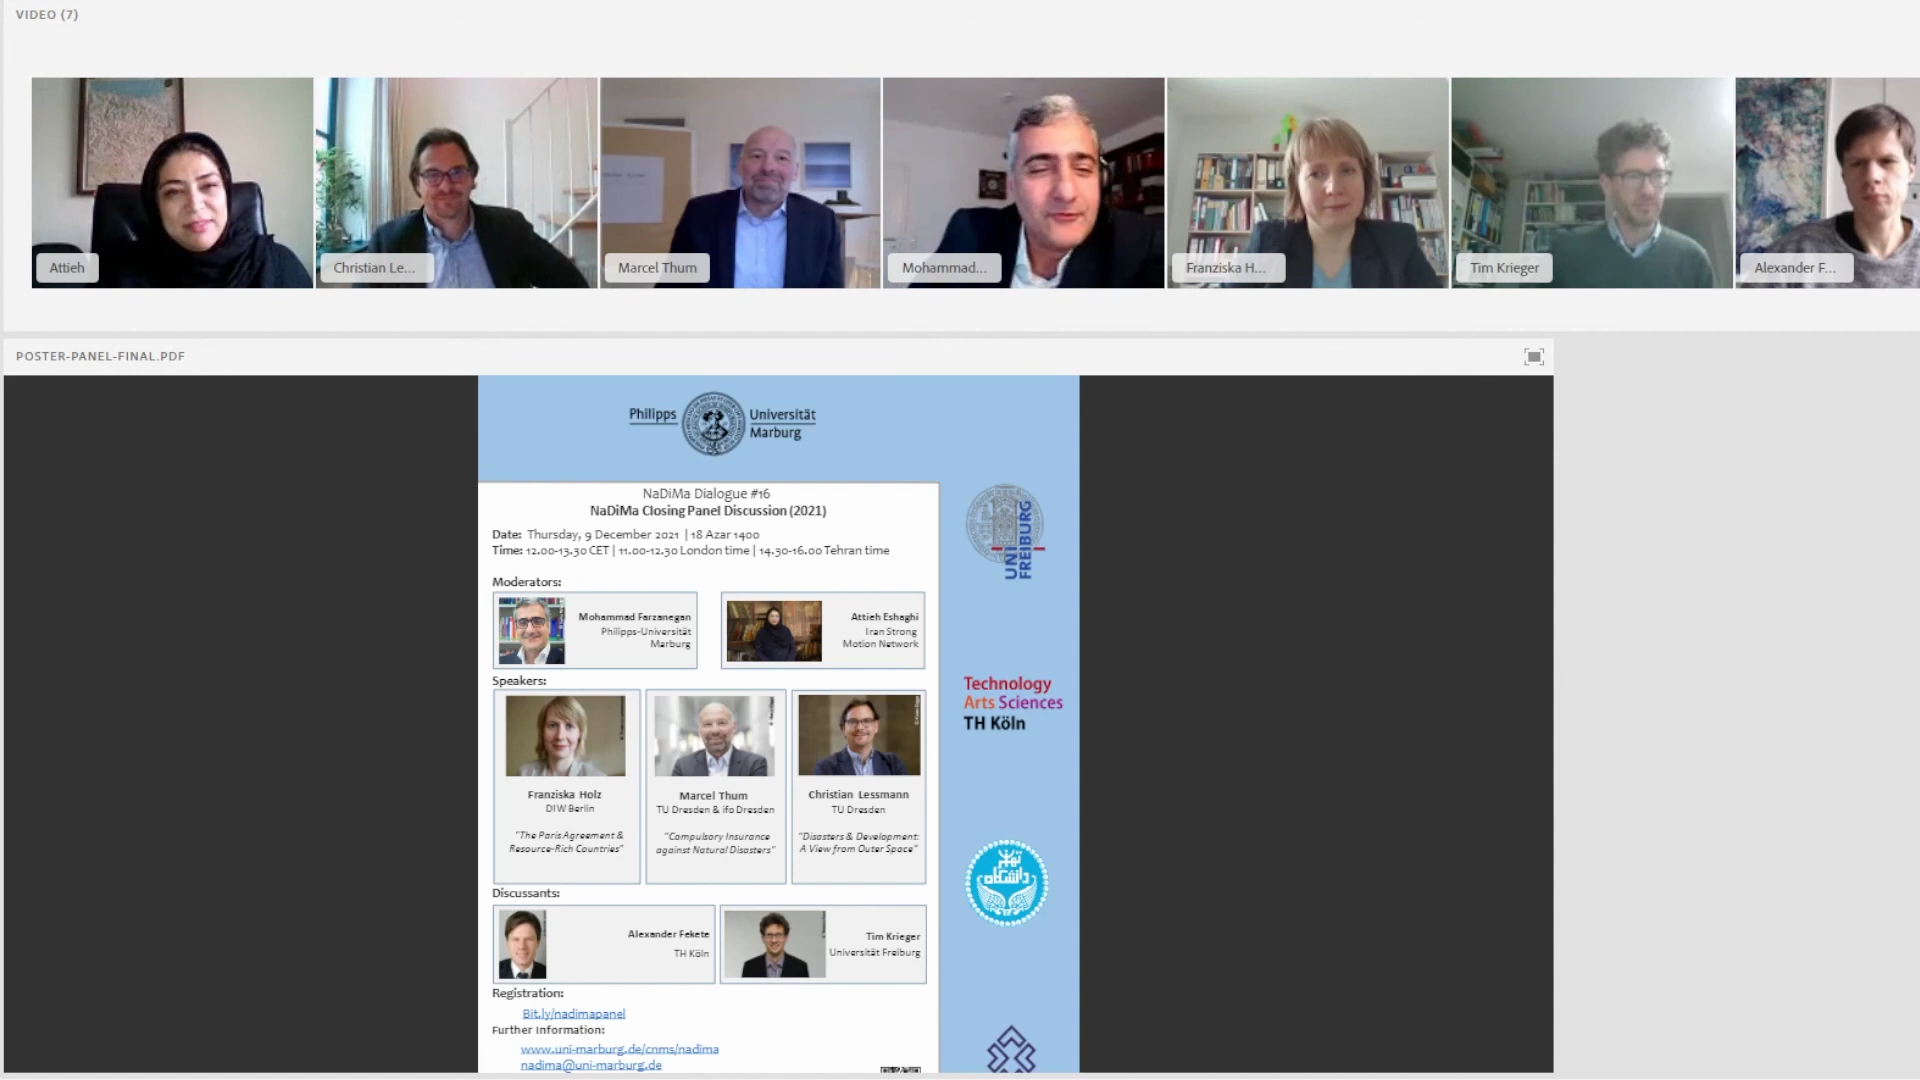 VIDEO (7)
Attieh
Christian Le...
Marcel Thum
Mohammad...
Franziska H...
Tim Krieger
Alexander F...
POSTER-PANEL-FINAL.PDF
Philipps Universität
Marburg
NaDiMa Dialogue #16
NaDiMa Closing Panel Discussion (2021)
Date: Thursday, 9 December 2021 | 18 Azar 1400
Time: 12.00-13.30 CET | 11.00-12.30 London time | 14.30-16.00 Tehran time
Moderators:
Mohammad Farzanegan
Philipps-Universität
Marburg
Attieh Eshaghi
Iran Strong
Motion Network
Speakers:
Franziska Holz
DIW Berlin
"The Paris Agreement &
Resource-Rich Countries"
Marcel Thum
TU Dresden & ifo Dresden
"Compulsory Insurance
against Natural Disasters"
Christian Lessmann
TU Dresden
"Disasters & Development:
A View from Outer Space"
Discussants:
Alexander Fekete
TH Köln
Tim Krieger
Universität Freiburg
Registration:
Bit.ly/nadimapanel
Further Information:
www.uni-marburg.de/cnms/nadima
nadima@uni-marburg.de
UNI
FREIBURG
Technology
Arts Sciences
TH Köln
دانشگاه
تهران